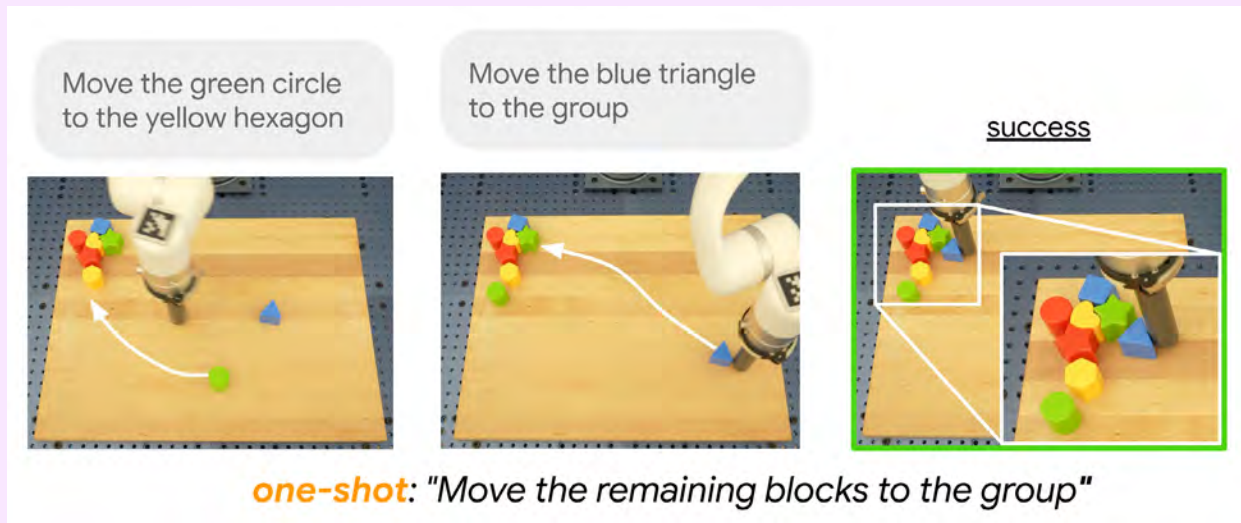 Move the green circle
to the yellow hexagon
Move the blue triangle
to the group
success
one-shot: "Move the remaining blocks to the group"